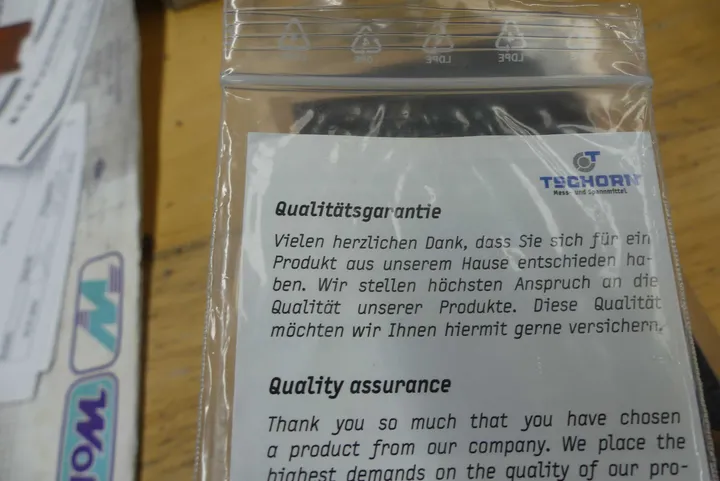 LDPE
LDPE
TSCHORN
Mess- und Spannmittel
Qualitätsgarantie
Vielen herzlichen Dank, dass Sie sich für ein
Produkt aus unserem Hause entschieden ha-
ben. Wir stellen höchsten Anspruch an die
Qualität unserer Produkte. Diese Qualität
möchten wir Ihnen hiermit gerne versichern.
Quality assurance
Thank you so much that you have chosen
a product from our company. We place the
highest demands on the quality of our pro-